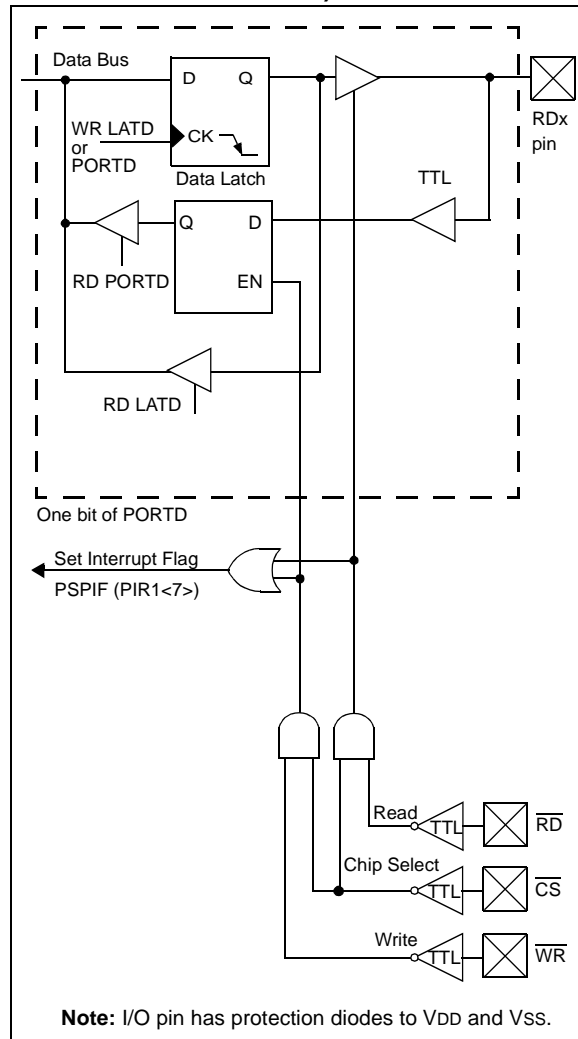 Data Bus
D Q
WR LATD
or
PORTD
CK
Data Latch
RDx
pin
TTL
Q D
EN
RD PORTD
RD LATD
One bit of PORTD
Set Interrupt Flag
PSPIF (PIR1<7>)
Read
TTL
RD
Chip Select
TTL
CS
Write
TTL
WR
Note: I/O pin has protection diodes to VDD and VSS.